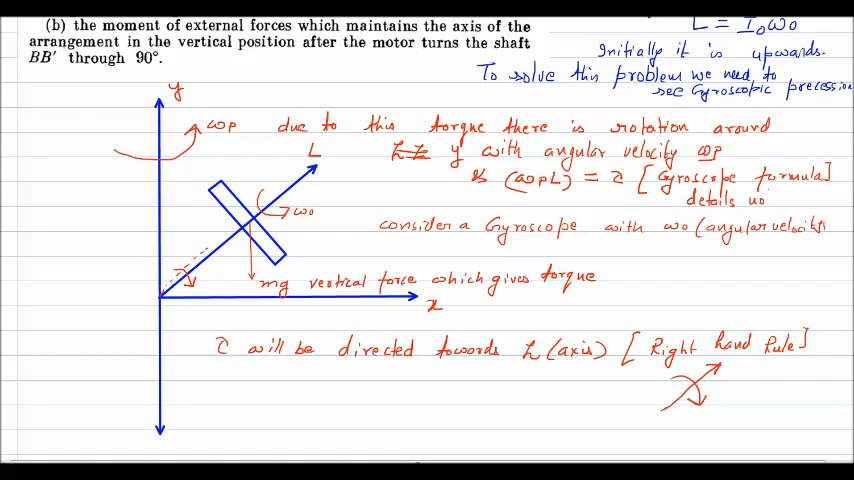 (b) the moment of external forces which maintains the axis of the
arrangement in the vertical position after the motor turns the shaft
BB′ through 90°.
L = I₀ω₀
Initially it is upwards.
To solve this problem we need to
see Gyroscopic precession
y
ωp due to this torque there is rotation around
L y with angular velocity ωp
& (ωpL) = τ [Gyroscope formula]
details
ω₀
consider a Gyroscope with ω₀ (angular velocity
mg vertical force which gives torque
x
τ will be directed towards (axis) [Right hand Rule]